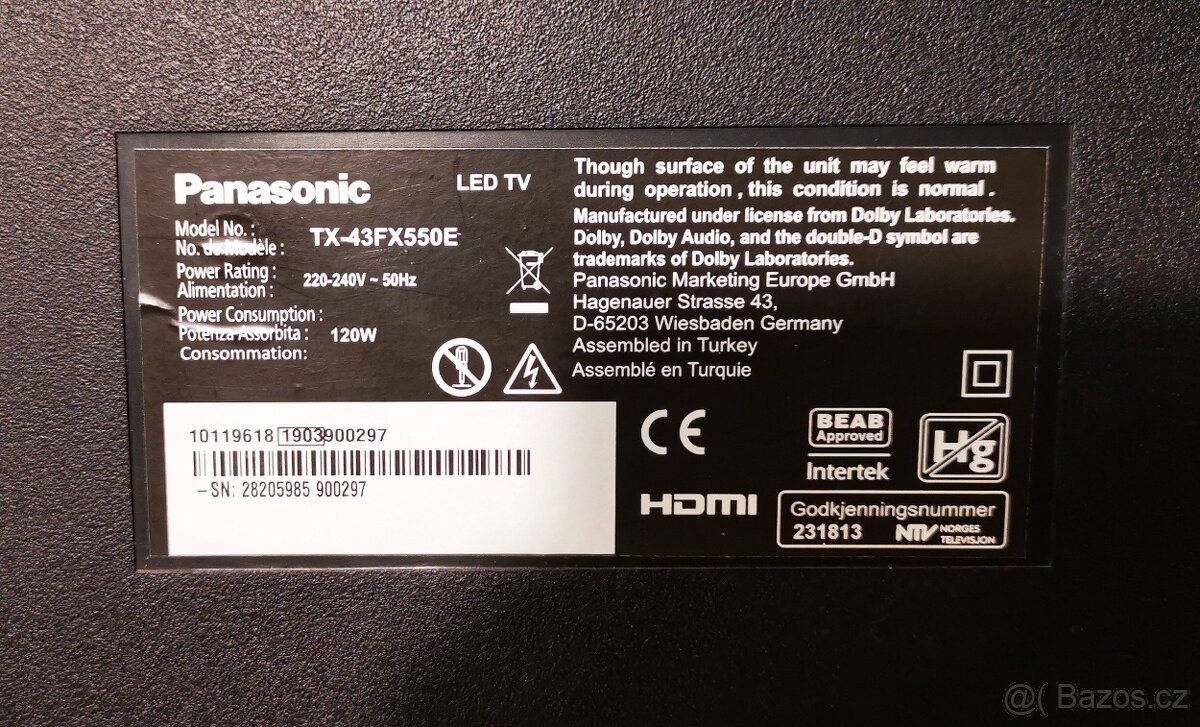 Panasonic
LED TV
Model No. :
No. de Modèle :
TX-43FX550E
Power Rating :
Alimentation :
220-240V ~ 50Hz
Power Consumption :
Potenza Assorbita :
Consommation:
120W
Though surface of the unit may feel warm
during operation , this condition is normal .
Manufactured under license from Dolby Laboratories.
Dolby, Dolby Audio, and the double-D symbol are
trademarks of Dolby Laboratories.
Panasonic Marketing Europe GmbH
Hagenauer Strasse 43,
D-65203 Wiesbaden Germany
Assembled in Turkey
Assemblé en Turquie
10119618 1903900297
–SN: 28205985 900297
CE
BEAB
Approved
Intertek
Hg
HDMI
Godkjenningsnummer
231813 NTV NORGES
TELEVISJON
@( Bazos.cz